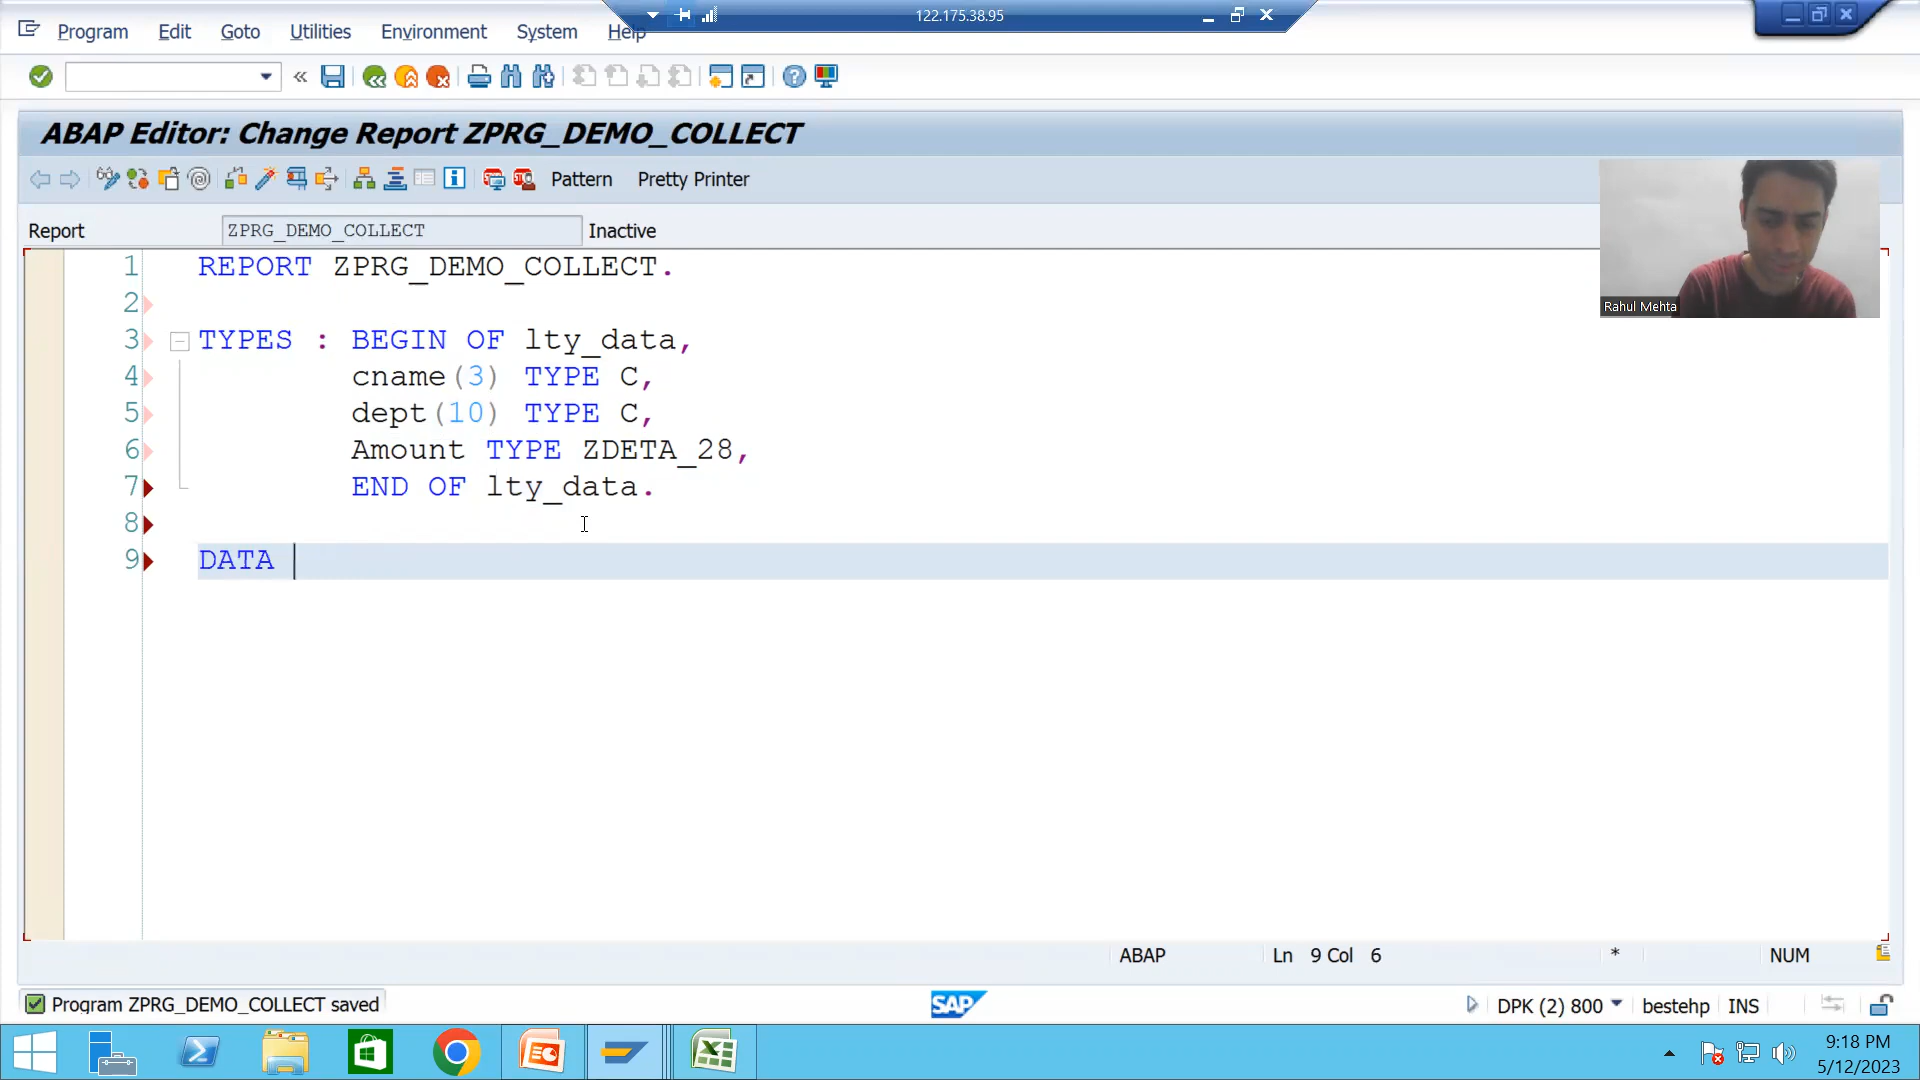 122.175.38.95
Program Edit Goto Utilities Environment System Help
ABAP Editor: Change Report ZPRG_DEMO_COLLECT
Pattern Pretty Printer
Report ZPRG_DEMO_COLLECT Inactive
Rahul Mehta
1 REPORT ZPRG_DEMO_COLLECT.
2
3 TYPES : BEGIN OF lty_data,
4 cname(3) TYPE C,
5 dept(10) TYPE C,
6 Amount TYPE ZDETA_28,
7 END OF lty_data.
8
9 DATA
ABAP Ln 9 Col 6 * NUM
Program ZPRG_DEMO_COLLECT saved
SAP
DPK (2) 800 bestehp INS
9:18 PM
5/12/2023